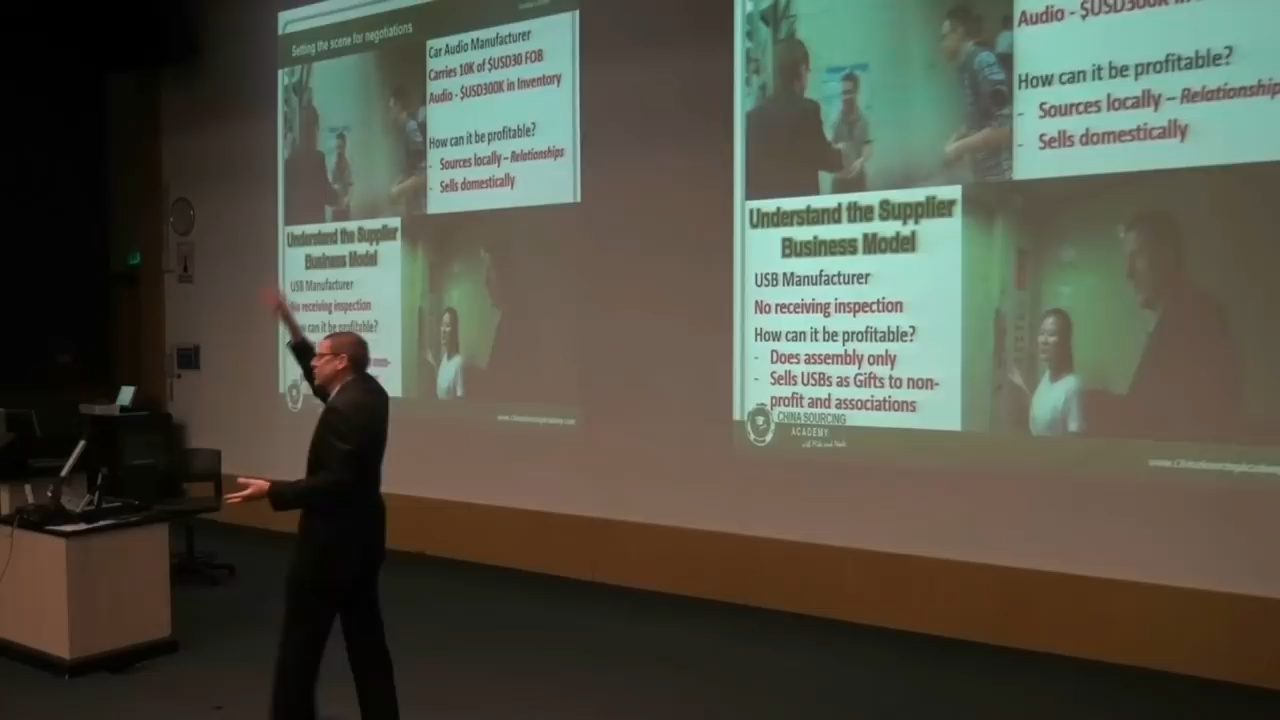 Setting the scene for negotiations
Car Audio Manufacturer
Carries 10K of $USD30 FOB
Audio - $USD300K in Inventory
How can it be profitable?
- Sources locally – Relationships
- Sells domestically
Understand the Supplier
Business Model
USB Manufacturer
No receiving inspection
can it be profitable?
Audio - $USD300K in
How can it be profitable?
- Sources locally – Relationship
- Sells domestically
Understand the Supplier
Business Model
USB Manufacturer
No receiving inspection
How can it be profitable?
- Does assembly only
- Sells USBs as Gifts to non-
profit and associations
CHINA SOURCING
ACADEMY